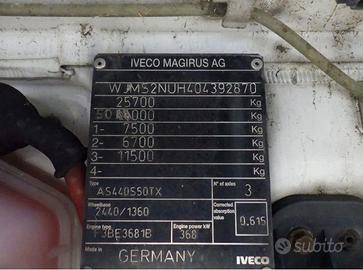 IVECO MAGIRUS AG
WJMS2NUH404392870
25700 Kg
Kg
1- 7500 Kg
2- 6700 Kg
3- 11500 Kg
4- Kg
Type
AS440S50TX
N° of axles 3
Wheelbase
2440/1360
Corrected absorption value 0.615
Engine type
F3BE3681B
Engine power kW
368
Made in
GERMANY
IVECO
subito